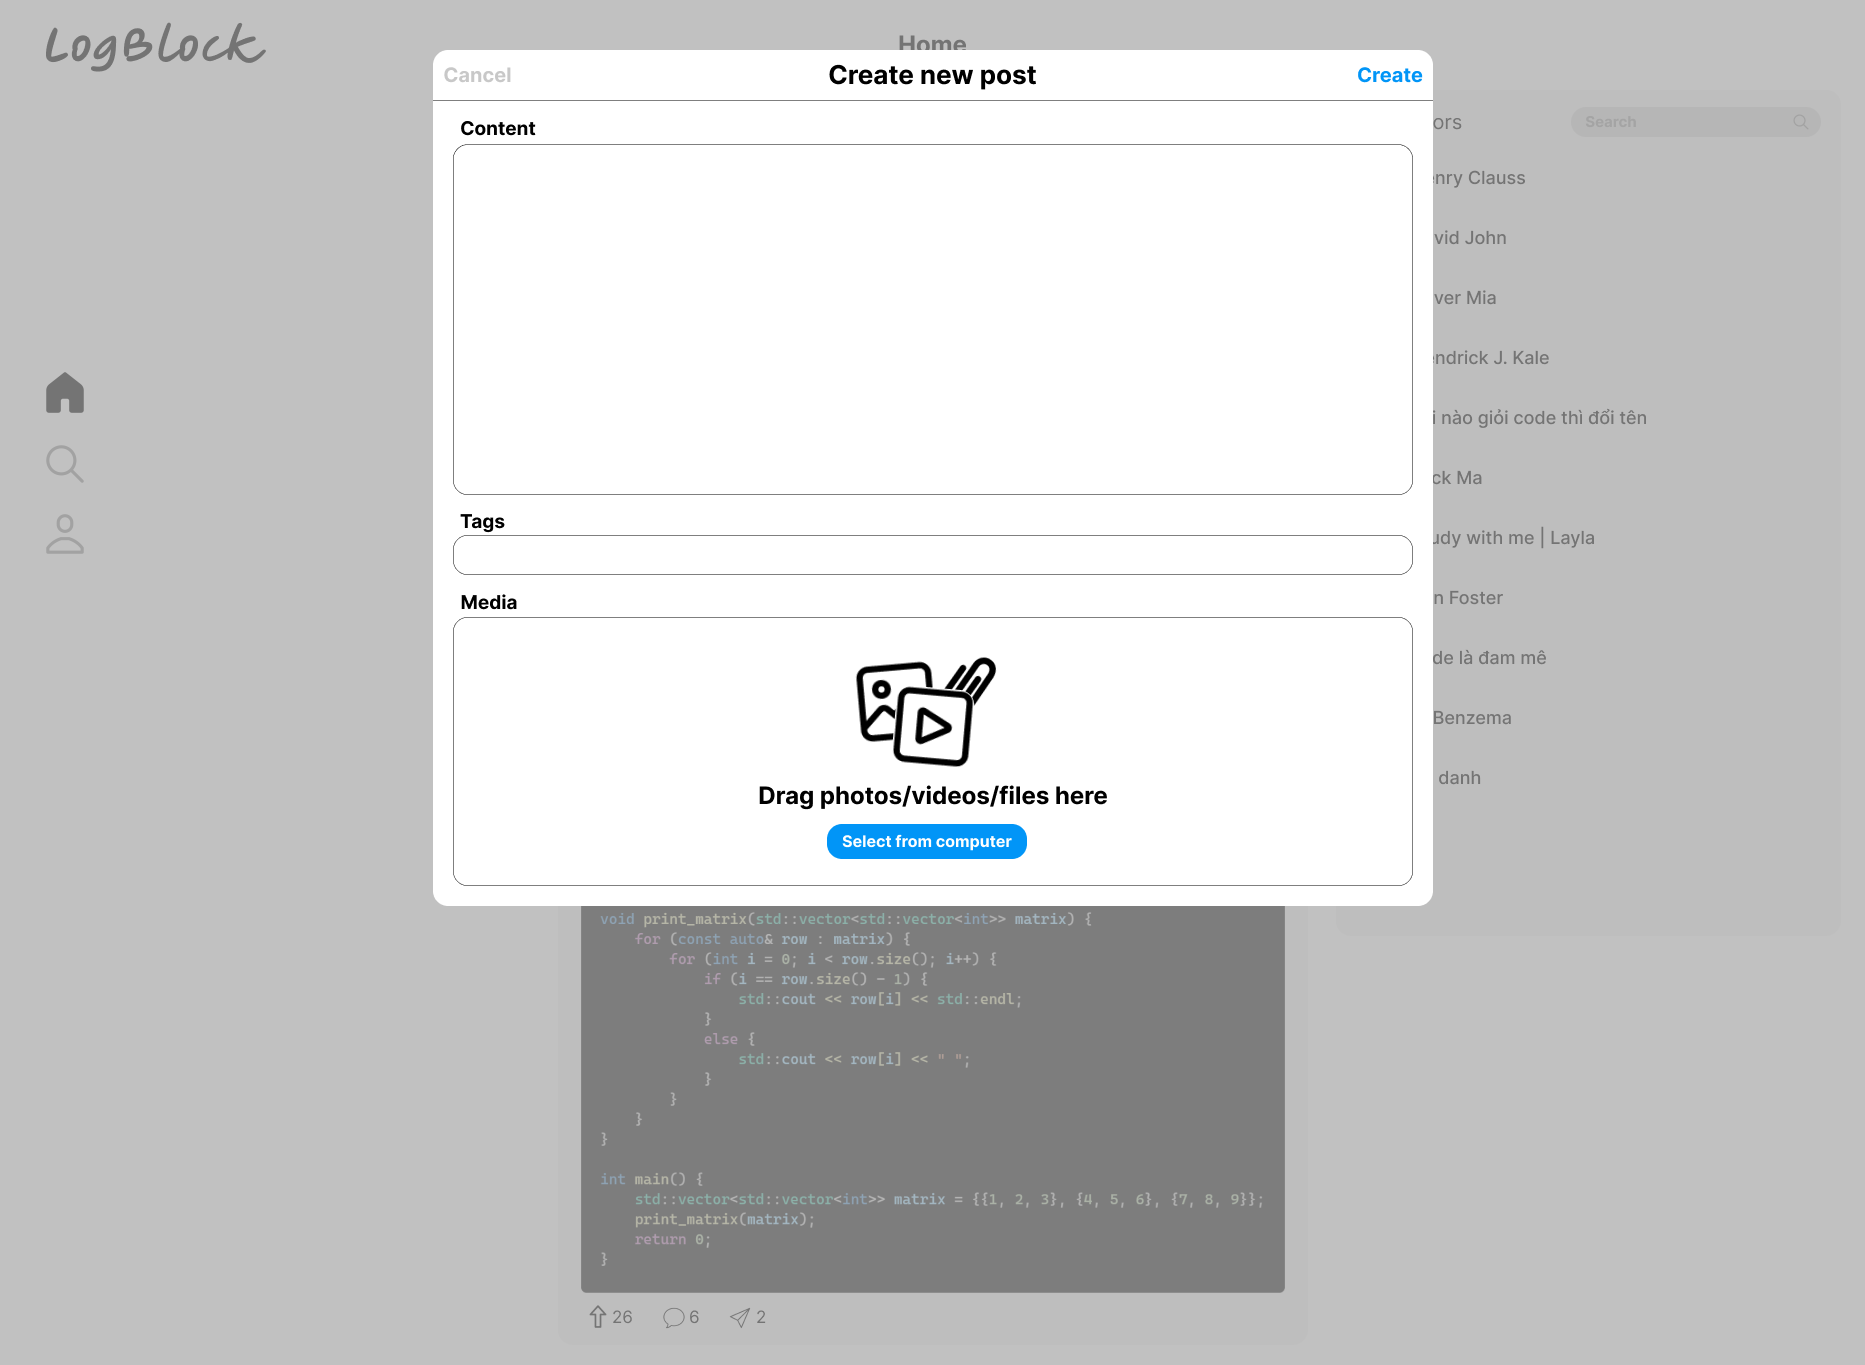 LogBlock
Home
Cancel
Create new post
Create
Content
Tags
Media
Drag photos/videos/files here
Select from computer
ors
Search
nry Clauss
vid John
ver Mia
ndrick J. Kale
i nào giỏi code thì đổi tên
ck Ma
udy with me | Layla
n Foster
de là đam mê
Benzema
danh
void print_matrix(std::vector<std::vector<int>> matrix) {
    for (const auto& row : matrix) {
        for (int i = 0; i < row.size(); i++) {
            if (i == row.size() - 1) {
                std::cout << row[i] << std::endl;
            }
            else {
                std::cout << row[i] << " ";
            }
        }
    }
}
int main() {
    std::vector<std::vector<int>> matrix = {{1, 2, 3}, {4, 5, 6}, {7, 8, 9}};
    print_matrix(matrix);
    return 0;
}
26 6 2